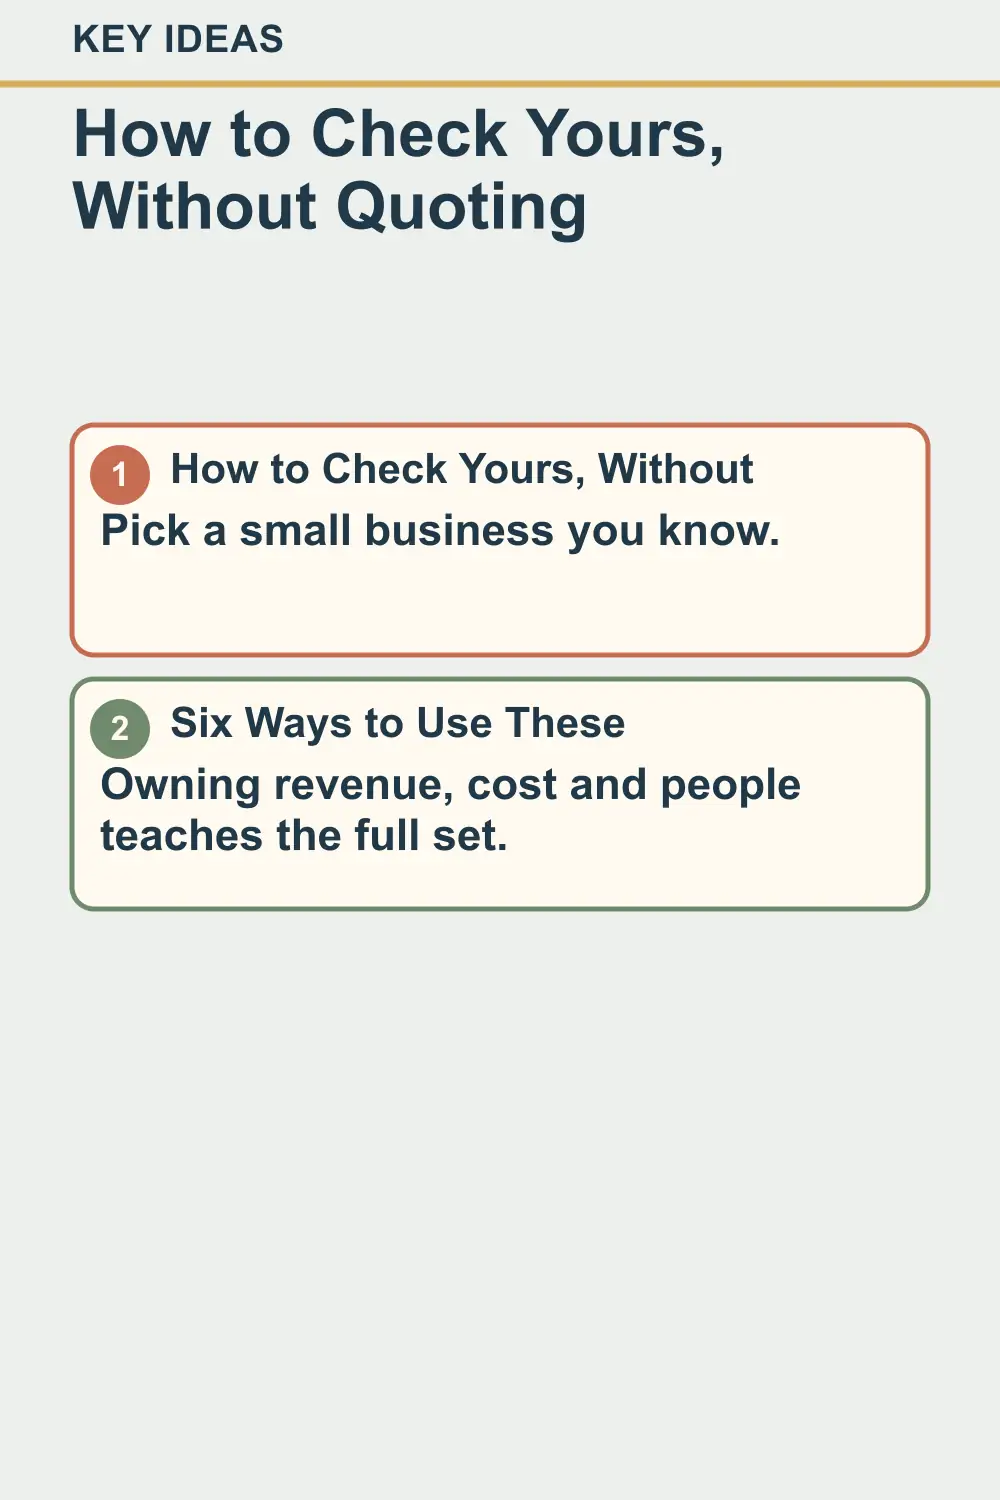 KEY IDEAS
How to Check Yours,
Without Quoting
1 How to Check Yours, Without
Pick a small business you know.
2 Six Ways to Use These
Owning revenue, cost and people
teaches the full set.